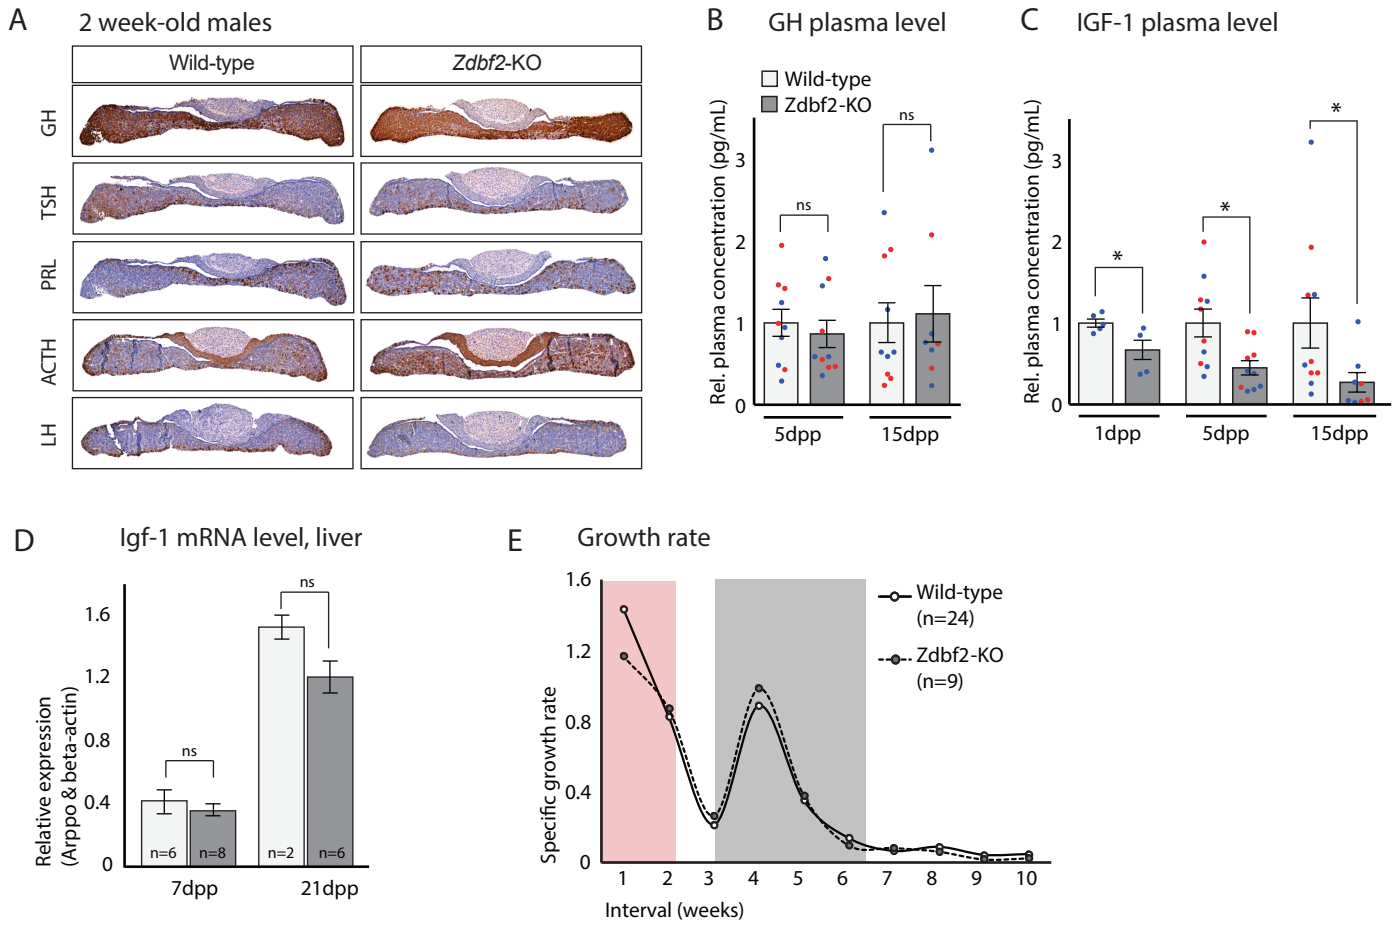 A 2 week-old males
Wild-type
Zdbf2-KO
GH
TSH
PRL
ACTH
LH
B GH plasma level
Wild-type
Zdbf2-KO
Rel. plasma concentration (pg/mL)
3
2
1
0
ns
ns
5dpp
15dpp
C IGF-1 plasma level
Rel. plasma concentration (pg/mL)
3
2
1
0
*
*
*
1dpp
5dpp
15dpp
D Igf-1 mRNA level, liver
Relative expression
(Arppo & beta-actin)
1.6
1.2
0.8
0.4
0
ns
ns
n=6
n=8
n=2
n=6
7dpp
21dpp
E Growth rate
Specific growth rate
1.6
1.2
0.8
0.4
0
Wild-type
(n=24)
Zdbf2-KO
(n=9)
1 2 3 4 5 6 7 8 9 10
Interval (weeks)